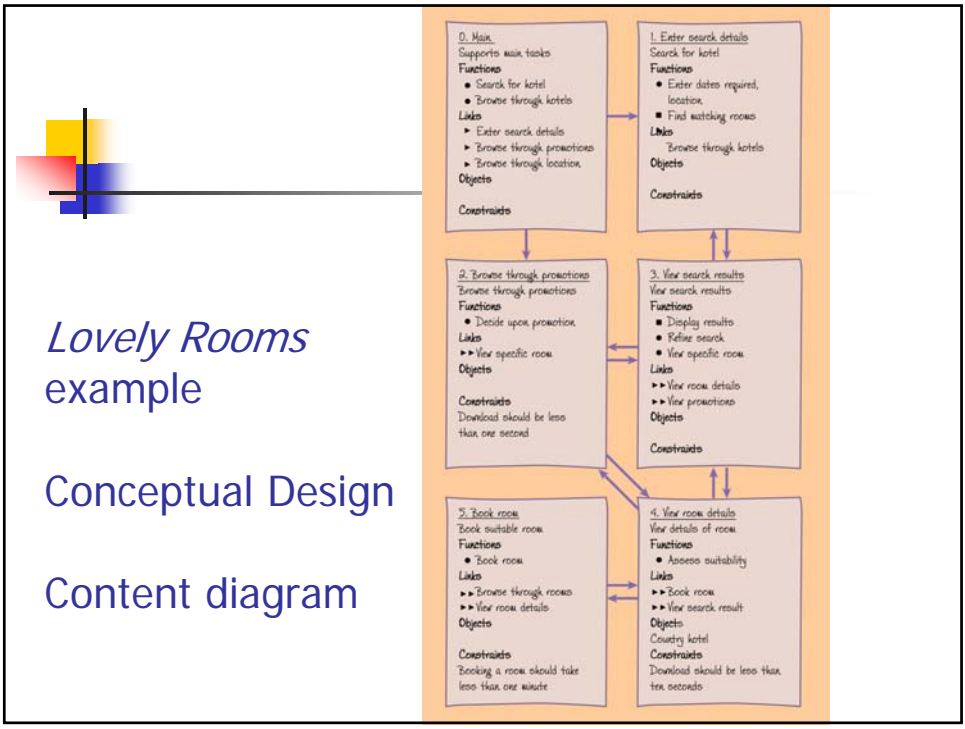 Lovely Rooms
example
Conceptual Design
Content diagram
0. Main
Supports main tasks
Functions
● Search for hotel
● Browse through hotels
Links
► Enter search details
► Browse through promotions
► Browse through location
Objects
Constraints
1. Enter search details
Search for hotel
Functions
● Enter dates required,
location
■ Find matching rooms
Links
Browse through hotels
Objects
Constraints
2. Browse through promotions
Browse through promotions
Functions
● Decide upon promotion
Links
►►View specific room
Objects
Constraints
Download should be less
than one second
3. View search results
View search results
Functions
■ Display results
● Refine search
● View specific room
Links
►►View room details
►►View promotions
Objects
Constraints
5. Book room
Book suitable room
Functions
● Book room
Links
►►Browse through rooms
►►View room details
Objects
Constraints
Booking a room should take
less than one minute
4. View room details
View details of room
Functions
● Assess suitability
Links
►►Book room
►►View search result
Objects
Country hotel
Constraints
Download should be less than
ten seconds